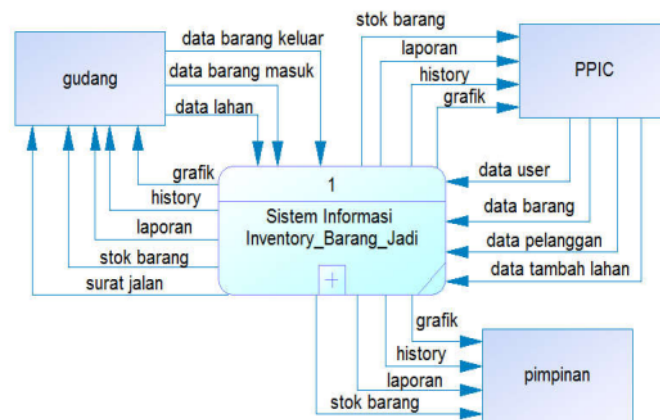 stok barang
data barang keluar
laporan
data barang masuk
history
gudang
PPIC
data lahan
grafik
grafik
1
data user
history
Sistem Informasi
Inventory_Barang_Jadi
data barang
laporan
data pelanggan
stok barang
data tambah lahan
surat jalan
+
grafik
history
laporan
pimpinan
stok barang